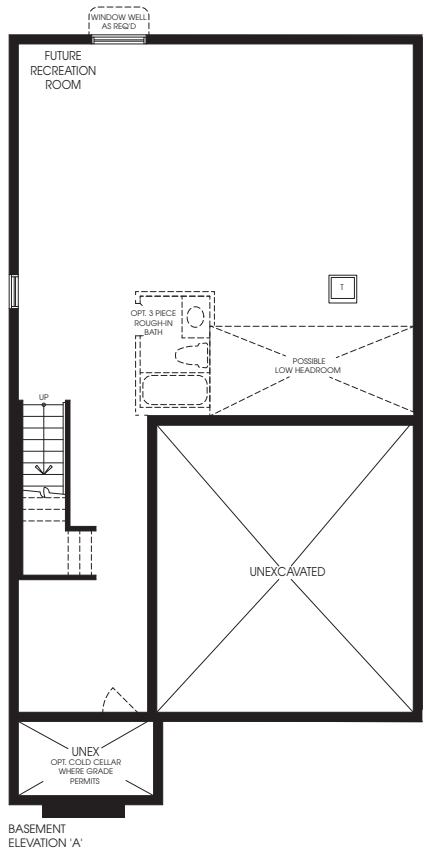 WINDOW WELL
AS REQ'D
FUTURE
RECREATION
ROOM
T
OPT. 3 PIECE
ROUGH-IN
BATH
POSSIBLE
LOW HEADROOM
UP
UNEXCAVATED
UNEX
OPT. COLD CELLAR
WHERE GRADE
PERMITS
BASEMENT
ELEVATION 'A'